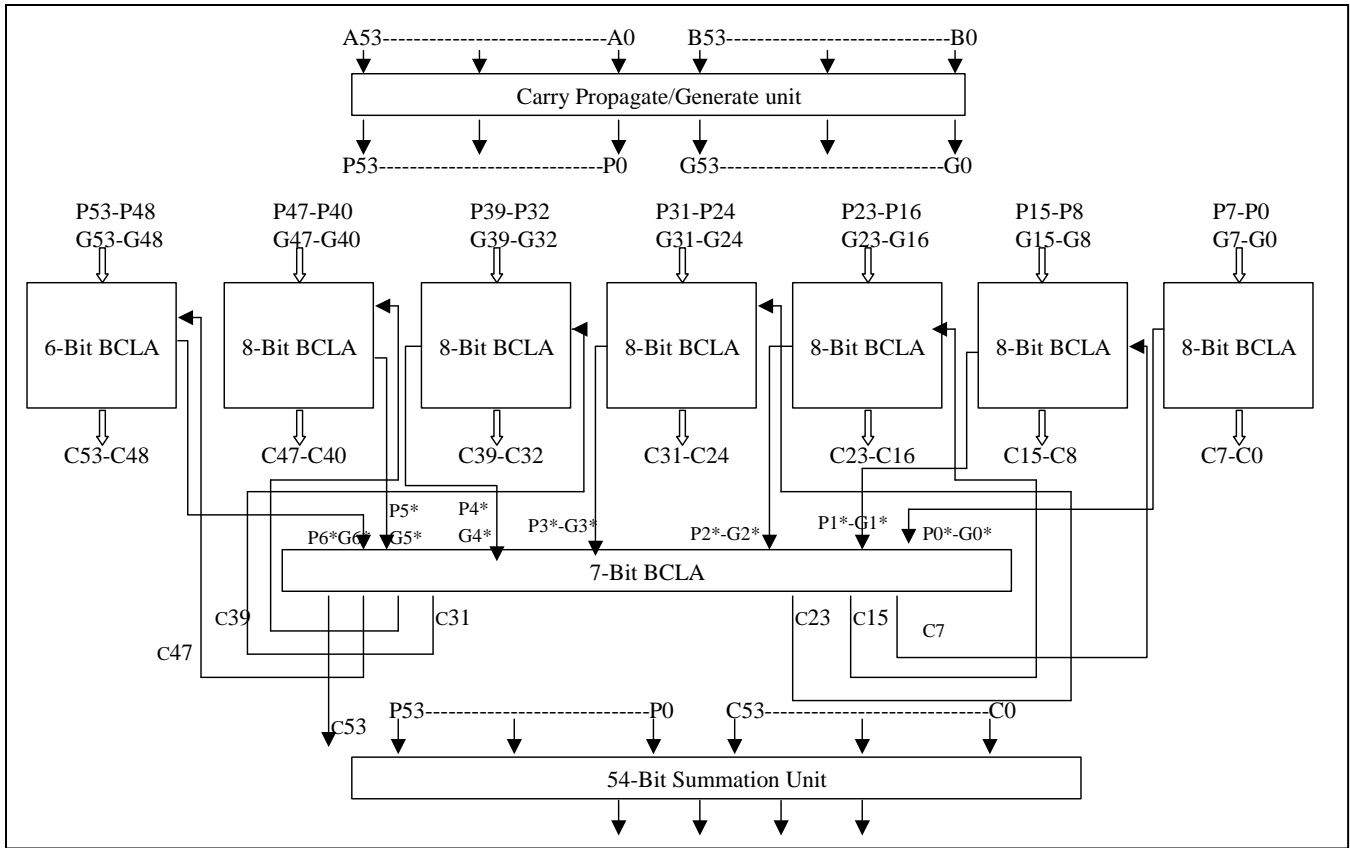 A53-----------------------------A0 B53-----------------------------B0
Carry Propagate/Generate unit
P53---------------------------------P0 G53---------------------------------G0
P53-P48 P47-P40 P39-P32 P31-P24 P23-P16 P15-P8 P7-P0
G53-G48 G47-G40 G39-G32 G31-G24 G23-G16 G15-G8 G7-G0
6-Bit BCLA 8-Bit BCLA 8-Bit BCLA 8-Bit BCLA 8-Bit BCLA 8-Bit BCLA 8-Bit BCLA
C53-C48 C47-C40 C39-C32 C31-C24 C23-C16 C15-C8 C7-C0
P5* P4*
P6*G6* G5* G4* P3*-G3* P2*-G2* P1*-G1* P0*-G0*
7-Bit BCLA
C47 C39 C31 C23 C15 C7
C53
P53-----------------------------P0 C53---------------------------------C0
54-Bit Summation Unit